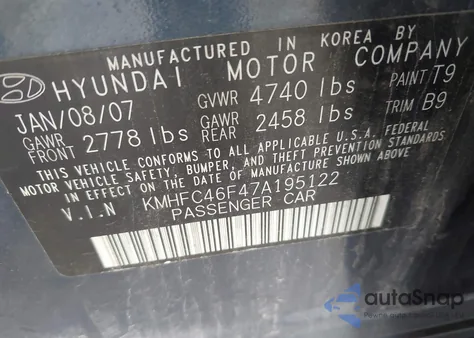 MANUFACTURED IN KOREA BY
HYUNDAI MOTOR COMPANY
JAN/08/07 GVWR 4740 lbs PAINT T9
GAWR FRONT 2778 lbs GAWR REAR 2458 lbs TRIM B9
THIS VEHICLE CONFORMS TO ALL APPLICABLE U.S.A. FEDERAL
MOTOR VEHICLE SAFETY, BUMPER, AND THEFT PREVENTION STANDARDS
IN EFFECT ON THE DATE OF MANUFACTURE SHOWN ABOVE.
V.I.N KMHFC46F47A195122
PASSENGER CAR
autoSnap